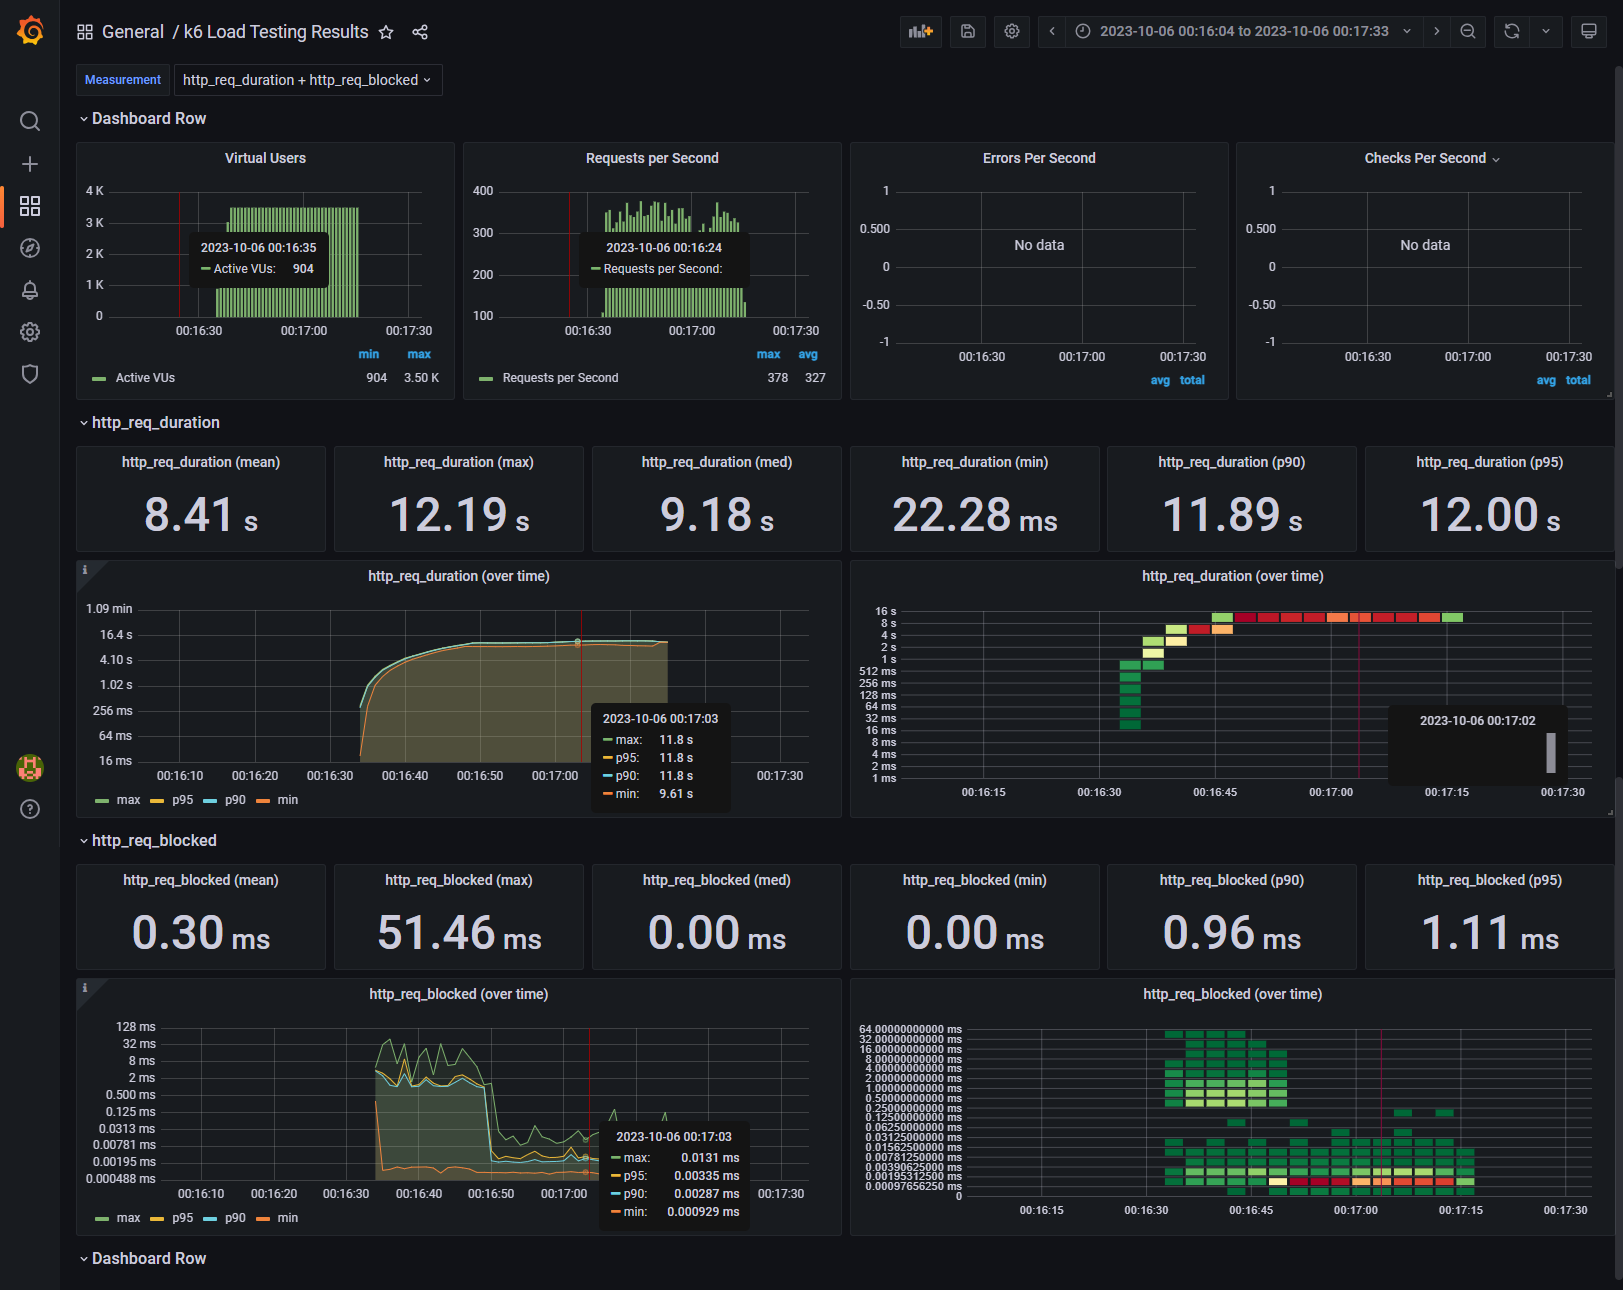 General / k6 Load Testing Results
2023-10-06 00:16:04 to 2023-10-06 00:17:33
Measurement http_req_duration + http_req_blocked
Dashboard Row
Virtual Users
4 K
3 K
2 K
1 K
0
2023-10-06 00:16:35
Active VUs: 904
00:16:30 00:17:00 00:17:30
min max
Active VUs 904 3.50 K
Requests per Second
400
300
200
100
2023-10-06 00:16:24
Requests per Second:
00:16:30 00:17:00 00:17:30
max avg
Requests per Second 378 327
Errors Per Second
1
0.500
0
-0.50
-1
No data
00:16:30 00:17:00 00:17:30
avg total
Checks Per Second
1
0.500
0
-0.50
-1
No data
00:16:30 00:17:00 00:17:30
avg total
http_req_duration
http_req_duration (mean)
8.41 s
http_req_duration (max)
12.19 s
http_req_duration (med)
9.18 s
http_req_duration (min)
22.28 ms
http_req_duration (p90)
11.89 s
http_req_duration (p95)
12.00 s
http_req_duration (over time)
1.09 min
16.4 s
4.10 s
1.02 s
256 ms
64 ms
16 ms
00:16:10 00:16:20 00:16:30 00:16:40 00:16:50 00:17:00 00:17:30
2023-10-06 00:17:03
max: 11.8 s
p95: 11.8 s
p90: 11.8 s
min: 9.61 s
max p95 p90 min
http_req_duration (over time)
16 s
8 s
4 s
2 s
1 s
512 ms
256 ms
128 ms
64 ms
32 ms
16 ms
8 ms
4 ms
2 ms
1 ms
2023-10-06 00:17:02
00:16:15 00:16:30 00:16:45 00:17:00 00:17:15 00:17:30
http_req_blocked
http_req_blocked (mean)
0.30 ms
http_req_blocked (max)
51.46 ms
http_req_blocked (med)
0.00 ms
http_req_blocked (min)
0.00 ms
http_req_blocked (p90)
0.96 ms
http_req_blocked (p95)
1.11 ms
http_req_blocked (over time)
128 ms
32 ms
8 ms
2 ms
0.500 ms
0.125 ms
0.0313 ms
0.00781 ms
0.00195 ms
0.000488 ms
00:16:10 00:16:20 00:16:30 00:16:40 00:16:50 00:17:00 00:17:30
2023-10-06 00:17:03
max: 0.0131 ms
p95: 0.00335 ms
p90: 0.00287 ms
min: 0.000929 ms
max p95 p90 min
http_req_blocked (over time)
64.00000000000 ms
32.00000000000 ms
16.00000000000 ms
8.00000000000 ms
4.00000000000 ms
2.00000000000 ms
1.00000000000 ms
0.50000000000 ms
0.25000000000 ms
0.12500000000 ms
0.06250000000 ms
0.03125000000 ms
0.01562500000 ms
0.00781250000 ms
0.00390625000 ms
0.00195312500 ms
0.00097656250 ms
0
00:16:15 00:16:30 00:16:45 00:17:00 00:17:15 00:17:30
Dashboard Row